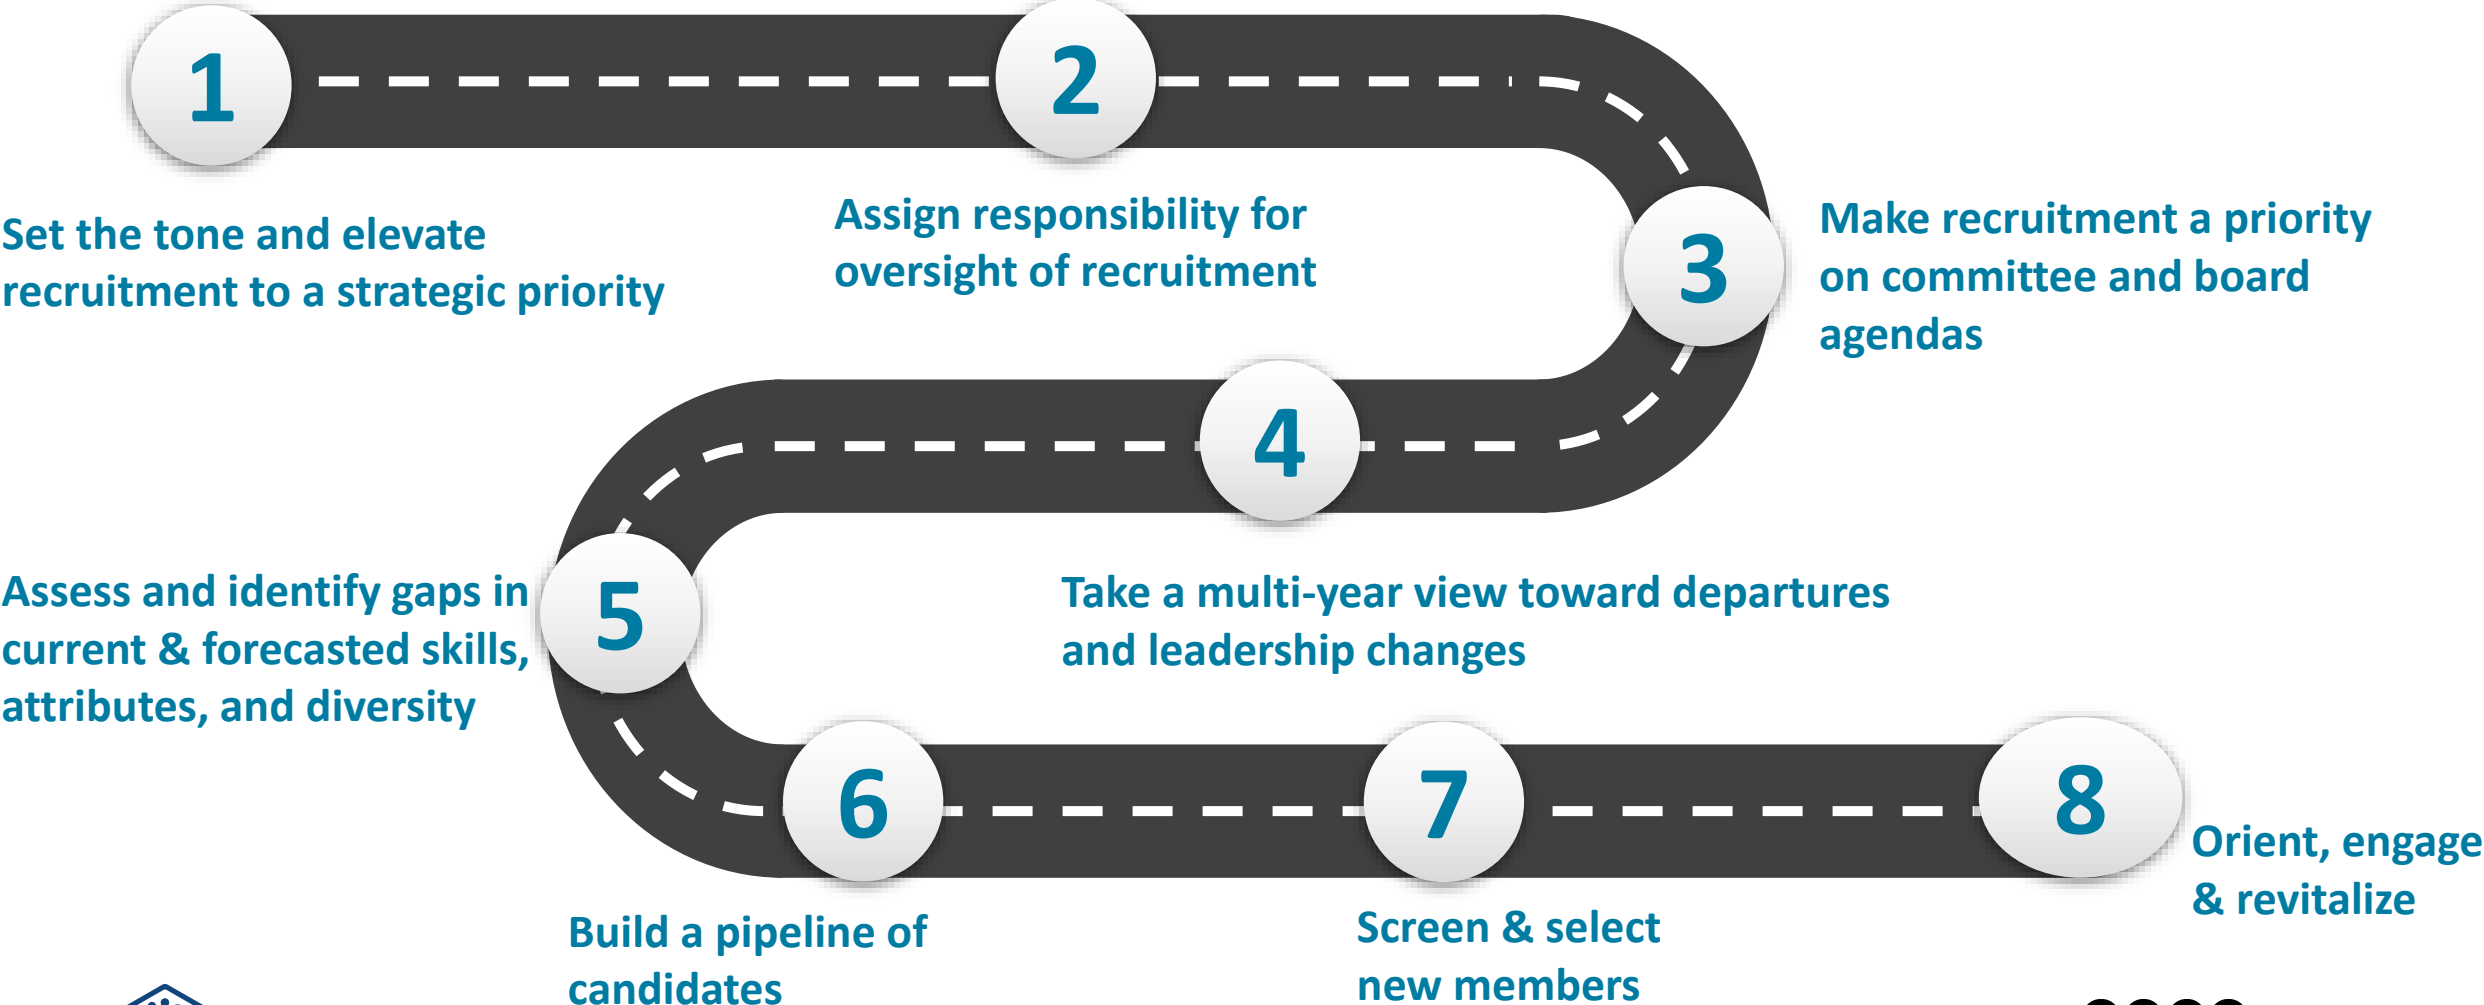 1
Set the tone and elevate
recruitment to a strategic priority
2
Assign responsibility for
oversight of recruitment
3
Make recruitment a priority
on committee and board
agendas
4
Take a multi-year view toward departures
and leadership changes
5
Assess and identify gaps in
current & forecasted skills,
attributes, and diversity
6
Build a pipeline of
candidates
7
Screen & select
new members
8
Orient, engage
& revitalize